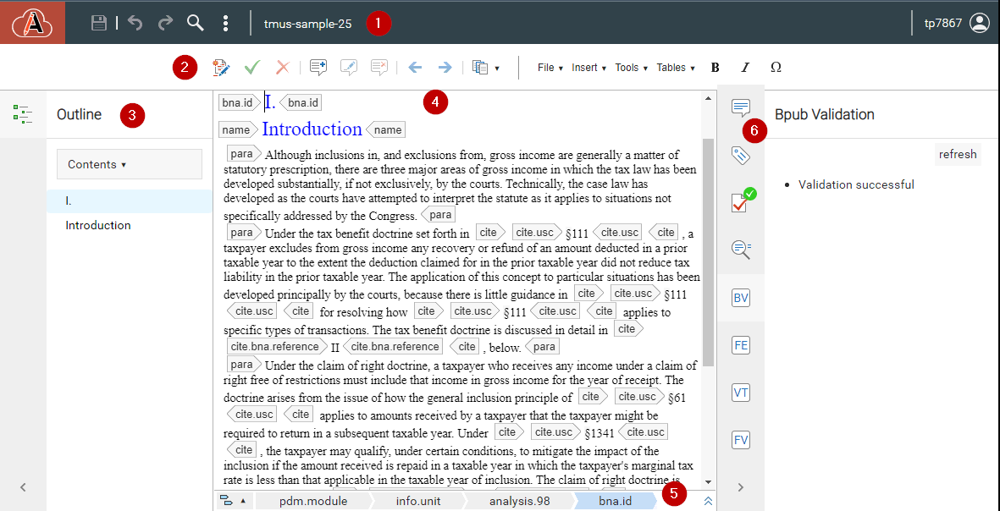 tmus-sample-25 1 tp7867
2 File Insert Tools Tables B I Ω
Outline 3
Contents
I.
Introduction
bna.id I. bna.id 4
name Introduction name
para Although inclusions in, and exclusions from, gross income are generally a matter of
statutory prescription, there are three major areas of gross income in which the tax law has been
developed substantially, if not exclusively, by the courts. Technically, the case law has
developed as the courts have attempted to interpret the statute as it applies to situations not
specifically addressed by the Congress. para
para Under the tax benefit doctrine set forth in cite cite.usc §111 cite.usc cite , a
taxpayer excludes from gross income any recovery or refund of an amount deducted in a prior
taxable year to the extent the deduction claimed for in the prior taxable year did not reduce tax
liability in the prior taxable year. The application of this concept to particular situations has been
developed principally by the courts, because there is little guidance in cite cite.usc §111
cite.usc cite for resolving how cite cite.usc §111 cite.usc cite applies to
specific types of transactions. The tax benefit doctrine is discussed in detail in cite
cite.bna.reference II cite.bna.reference cite , below. para
para Under the claim of right doctrine, a taxpayer who receives any income under a claim of
right free of restrictions must include that income in gross income for the year of receipt. The
doctrine arises from the issue of how the general inclusion principle of cite cite.usc §61
cite.usc cite applies to amounts received by a taxpayer that the taxpayer might be
required to return in a subsequent taxable year. Under cite cite.usc §1341 cite.usc
cite , the taxpayer may qualify, under certain conditions, to mitigate the impact of the
inclusion if the amount received is repaid in a taxable year in which the taxpayer's marginal tax
rate is less than that applicable in the taxable year of inclusion. The claim of right doctrine is
pdm.module info.unit analysis.98 bna.id 5
6
BV
FE
VT
FV
Bpub Validation
refresh
• Validation successful